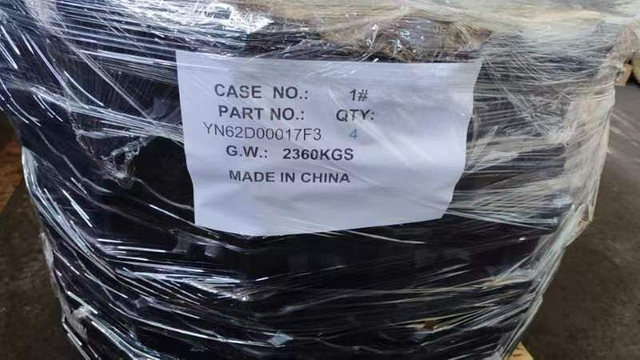 CASE NO.: 1#
PART NO.: QTY:
YN62D00017F3 4
G.W.: 2360KGS
MADE IN CHINA